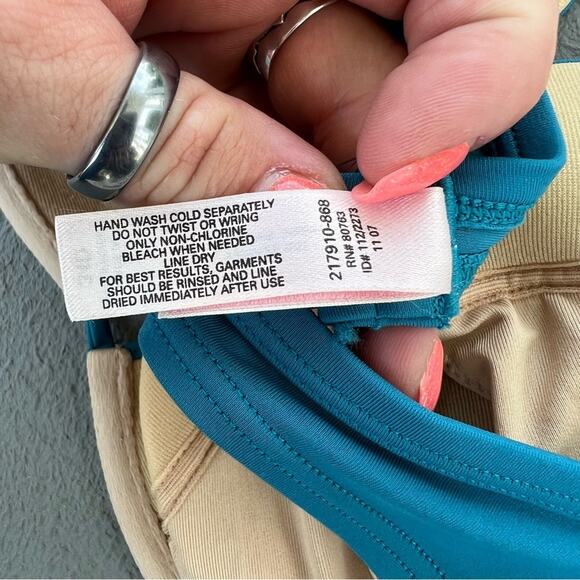 HAND WASH COLD SEPARATELY
DO NOT TWIST OR WRING
ONLY NON-CHLORINE
BLEACH WHEN NEEDED
LINE DRY
FOR BEST RESULTS, GARMENTS
SHOULD BE RINSED AND LINE
DRIED IMMEDIATELY AFTER USE
217910-868
RN# 80763
ID# 112/2273
11 07